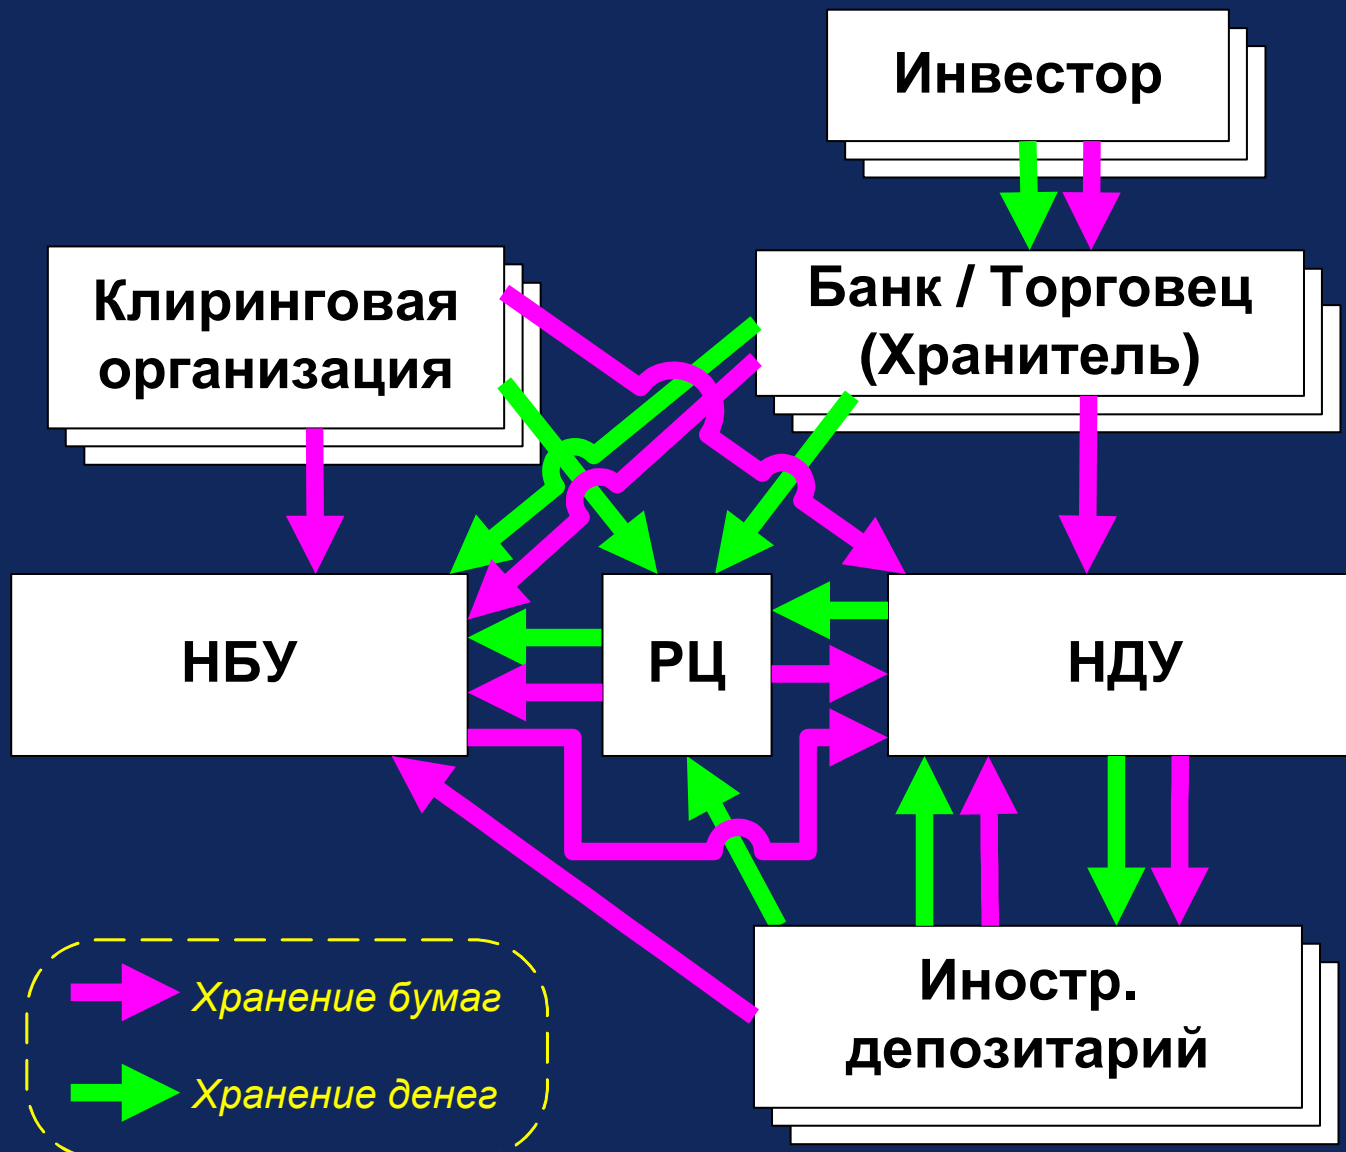 Инвестор
Клиринговая
организация
Банк / Торговец
(Хранитель)
НБУ
РЦ
НДУ
Иностр.
депозитарий
Хранение бумаг
Хранение денег